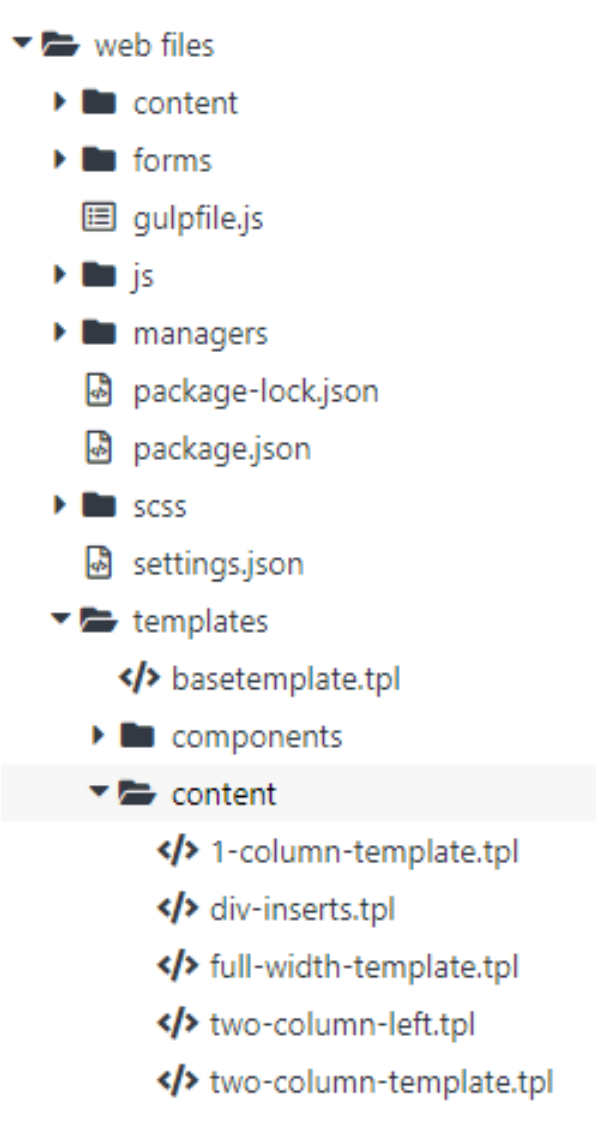 web files
content
forms
gulpfile.js
js
managers
package-lock.json
package.json
scss
settings.json
templates
basetemplate.tpl
components
content
1-column-template.tpl
div-inserts.tpl
full-width-template.tpl
two-column-left.tpl
two-column-template.tpl